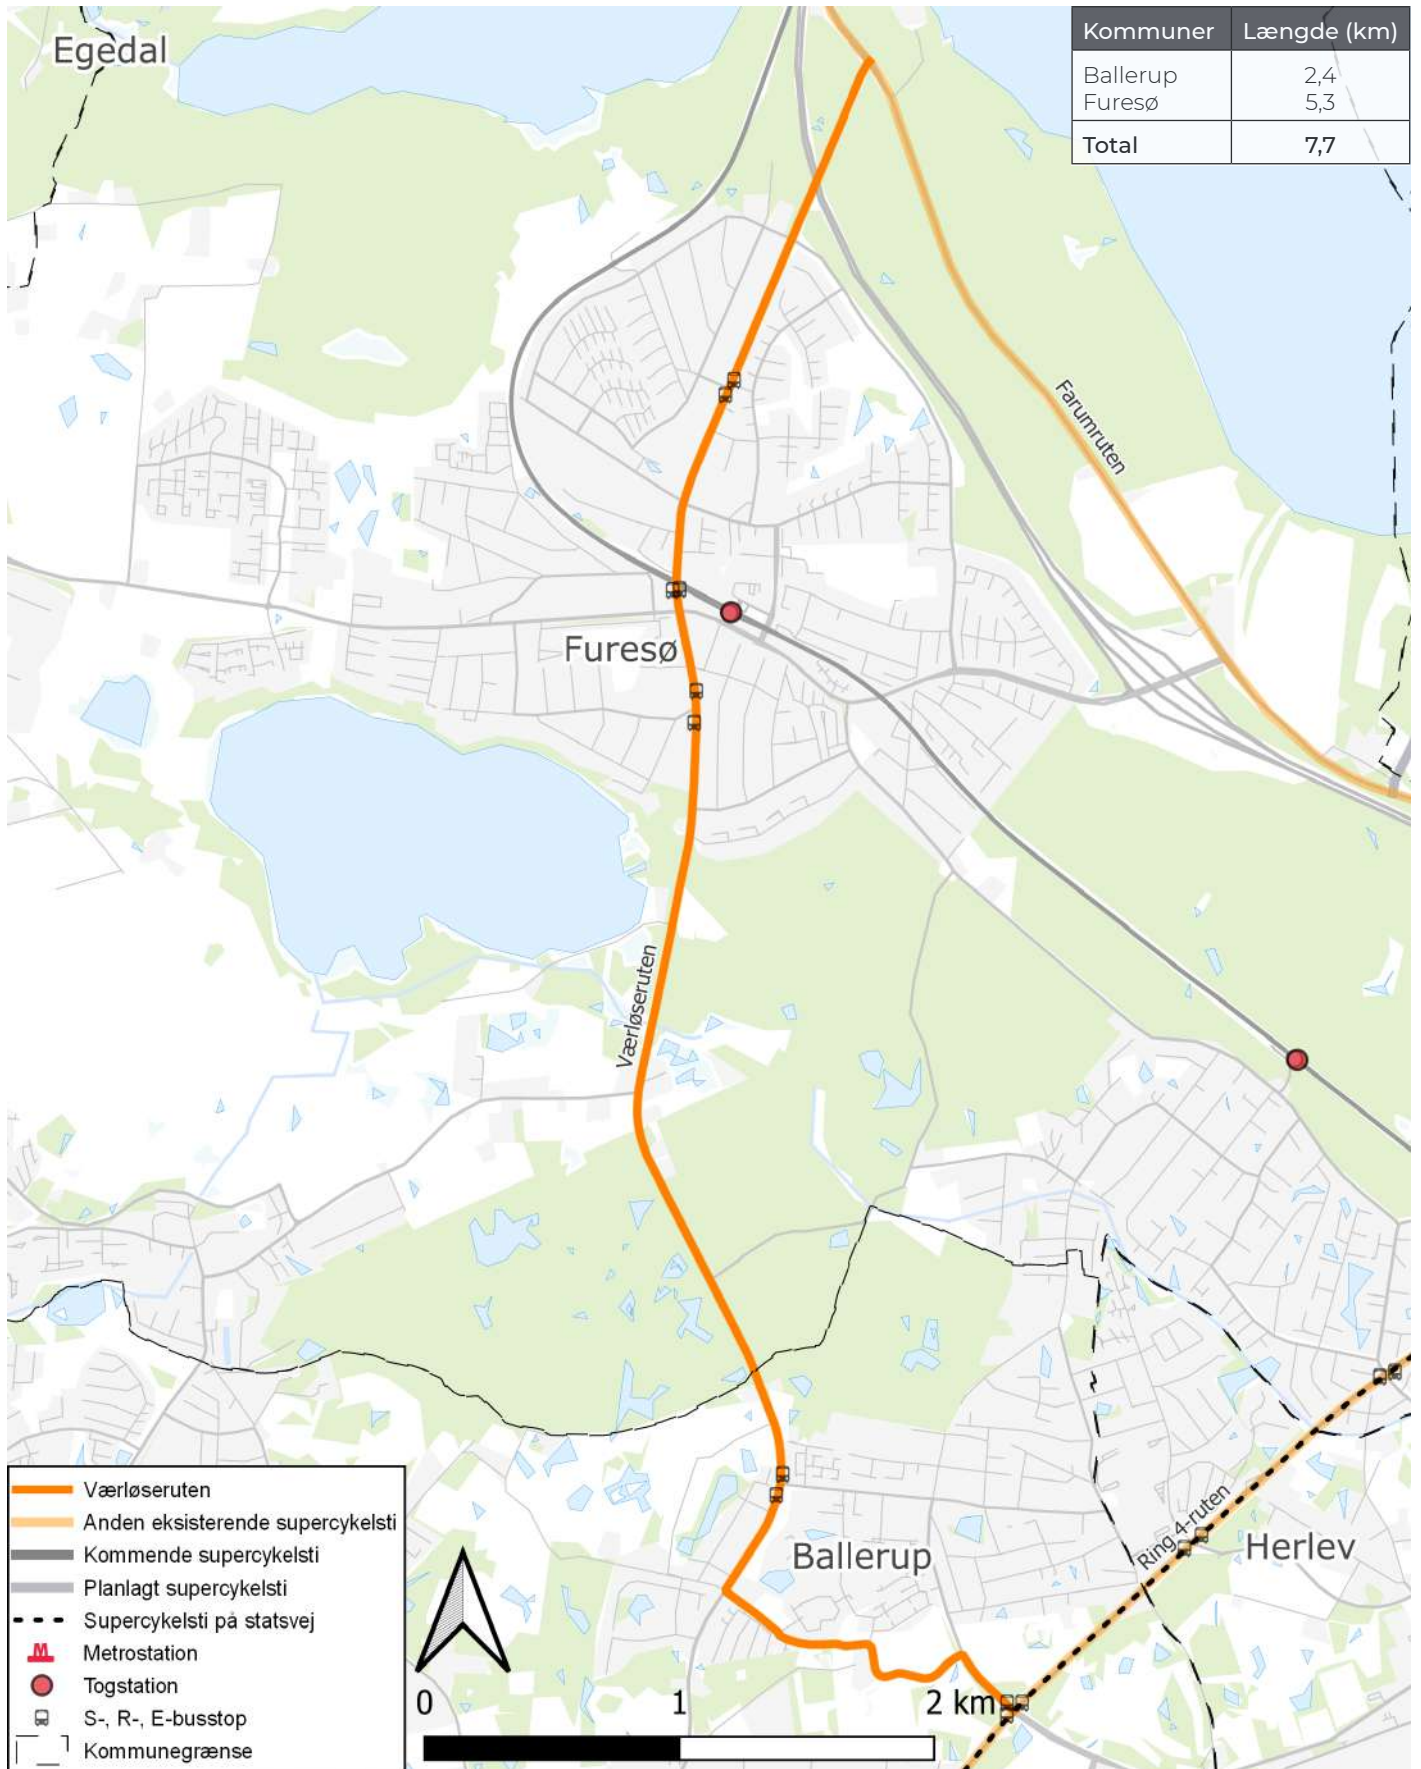 Egedal
Kommuner Længde (km)
Ballerup 2,4
Furesø 5,3
Total 7,7
Farumruten
Furesø
Værløseruten
Ring 4-ruten
Herlev
Ballerup
Værløseruten
Anden eksisterende supercykelsti
Kommende supercykelsti
Planlagt supercykelsti
Supercykelsti på statsvej
M Metrostation
Togstation
S-, R-, E-busstop
Kommunegrænse
0 1 2 km